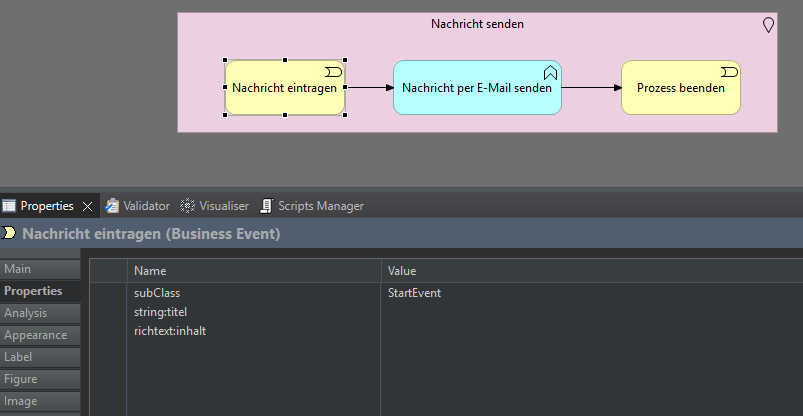 Nachricht senden
Nachricht eintragen
Nachricht per E-Mail senden
Prozess beenden
Properties
Validator
Visualiser
Scripts Manager
Nachricht eintragen (Business Event)
Main
Properties
Analysis
Appearance
Label
Figure
Image
Name Value
subClass StartEvent
string:titel
richtext:inhalt